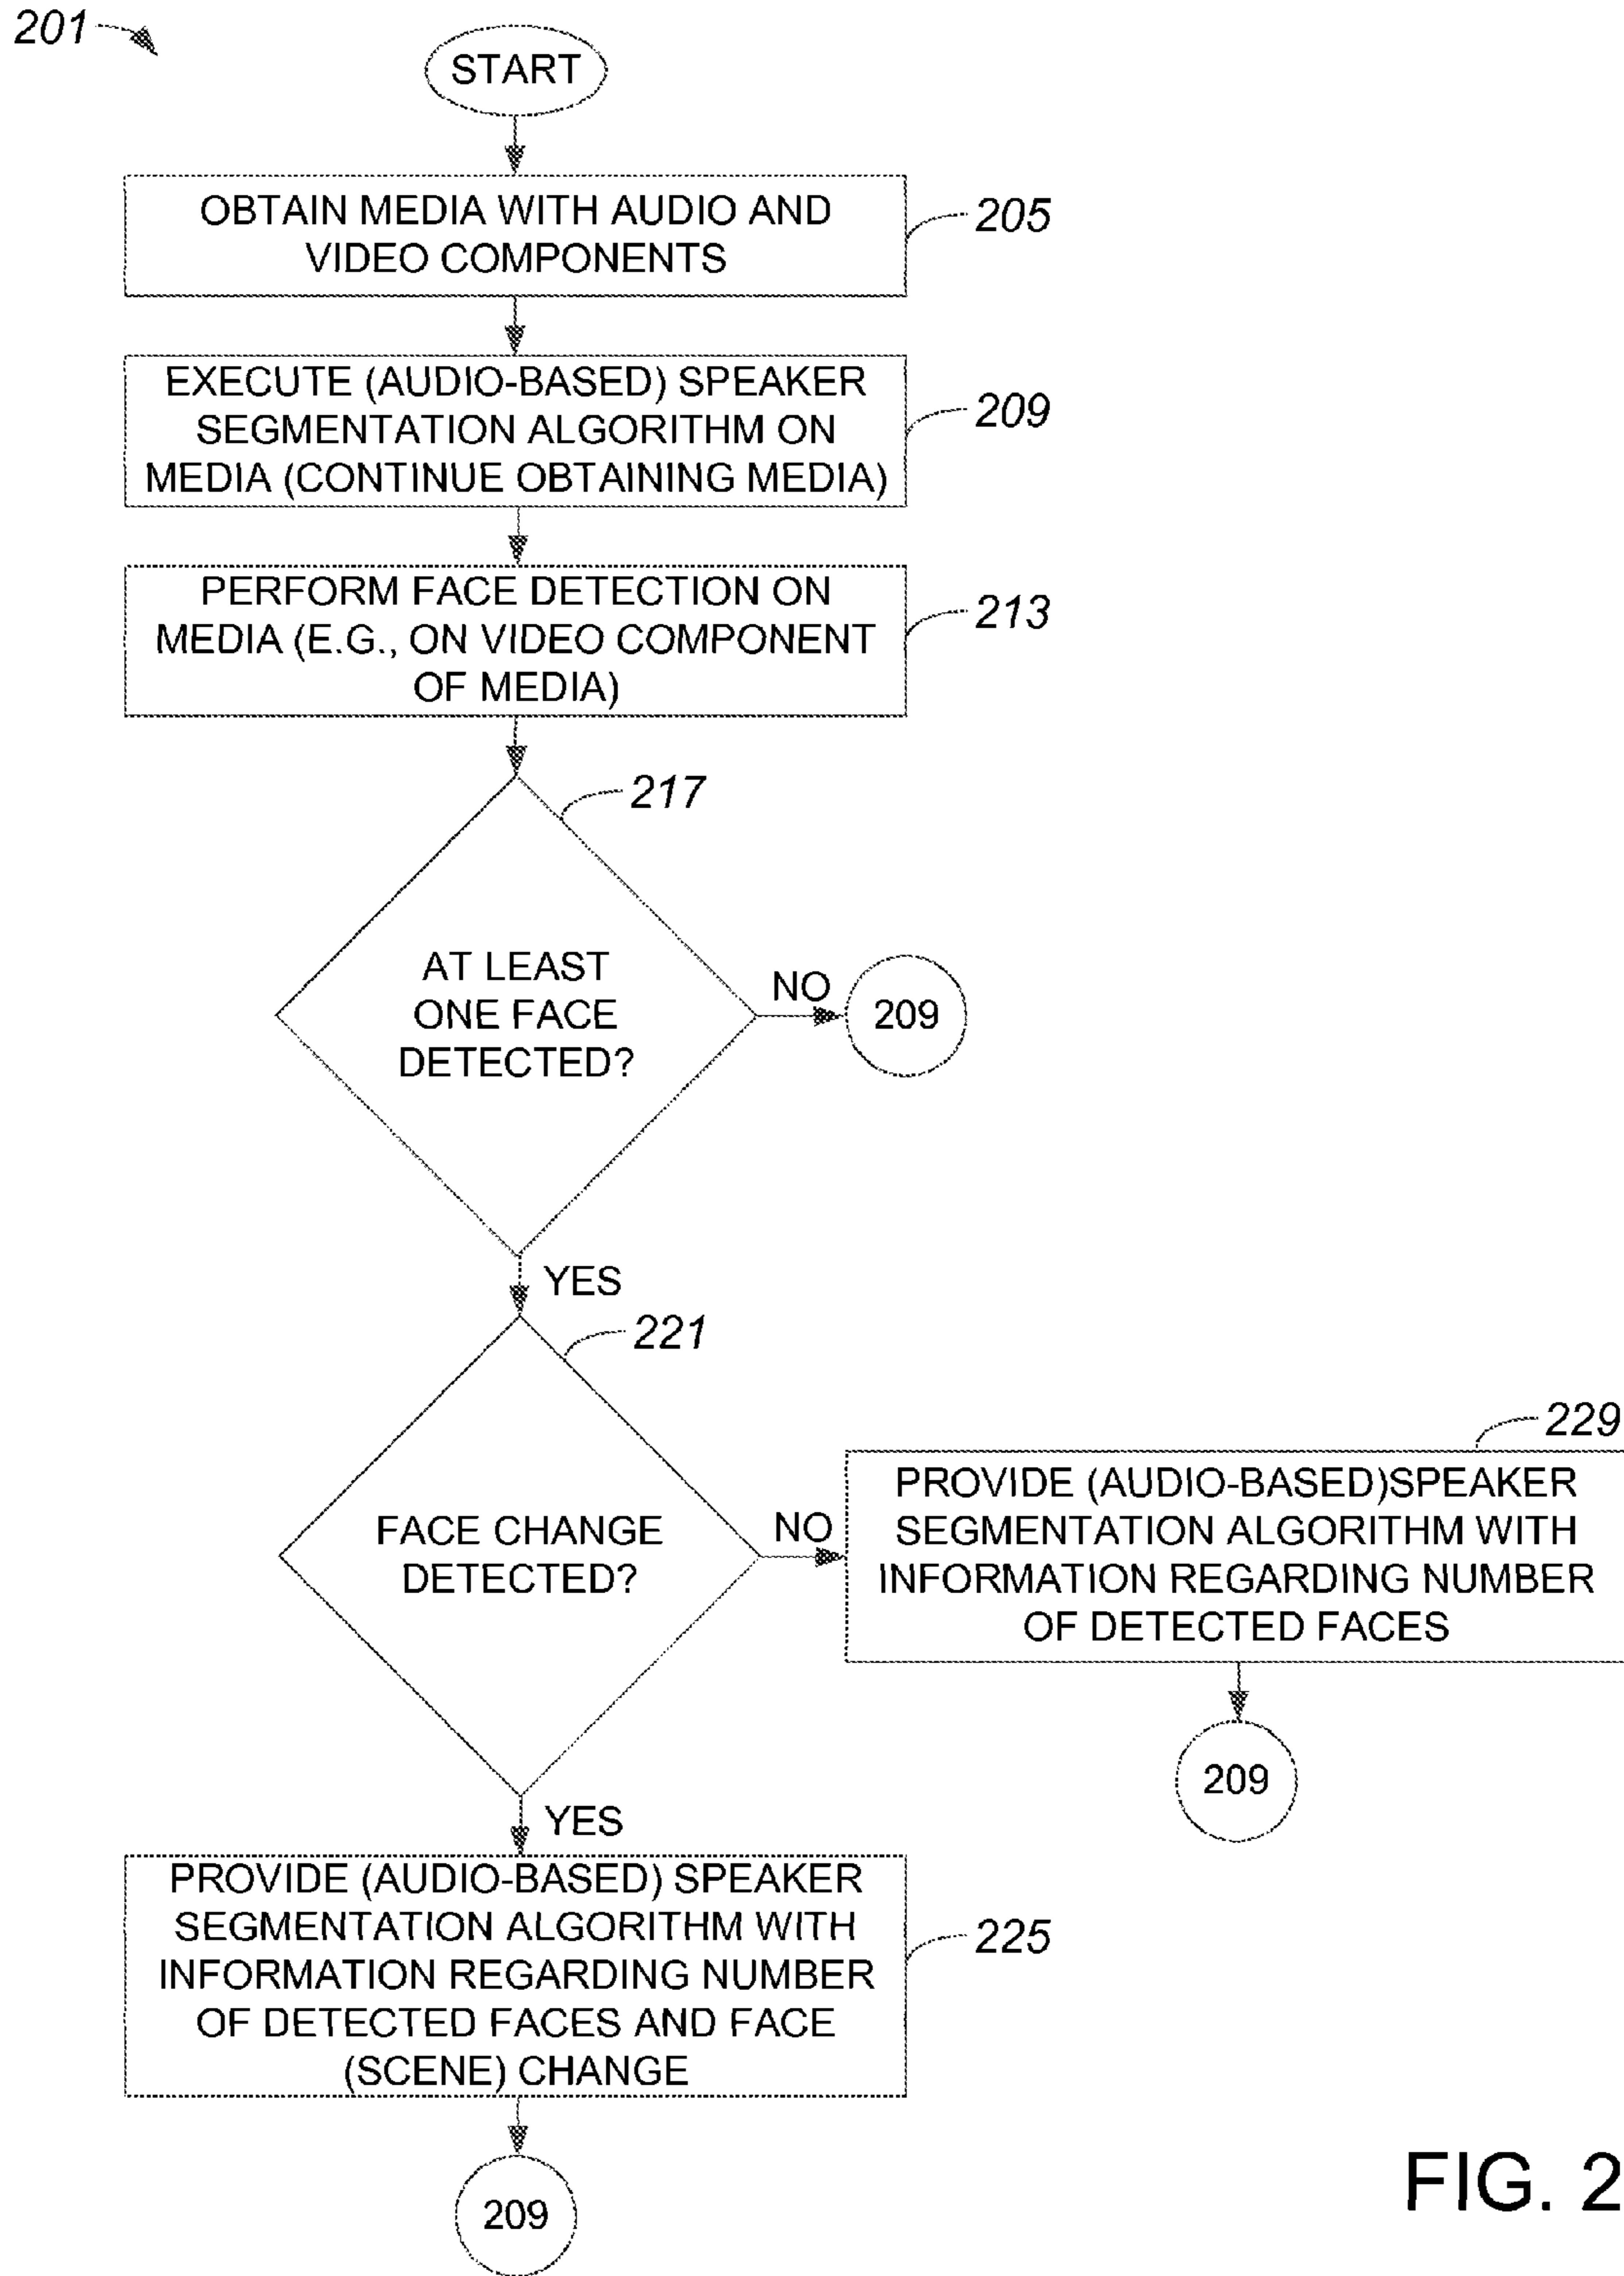 201
START
OBTAIN MEDIA WITH AUDIO AND
VIDEO COMPONENTS
205
EXECUTE (AUDIO-BASED) SPEAKER
SEGMENTATION ALGORITHM ON
MEDIA (CONTINUE OBTAINING MEDIA)
209
PERFORM FACE DETECTION ON
MEDIA (E.G., ON VIDEO COMPONENT
OF MEDIA)
213
217
AT LEAST
ONE FACE
DETECTED?
NO
209
YES
221
FACE CHANGE
DETECTED?
NO
229
PROVIDE (AUDIO-BASED)SPEAKER
SEGMENTATION ALGORITHM WITH
INFORMATION REGARDING NUMBER
OF DETECTED FACES
209
YES
PROVIDE (AUDIO-BASED) SPEAKER
SEGMENTATION ALGORITHM WITH
INFORMATION REGARDING NUMBER
OF DETECTED FACES AND FACE
(SCENE) CHANGE
225
209
FIG. 2